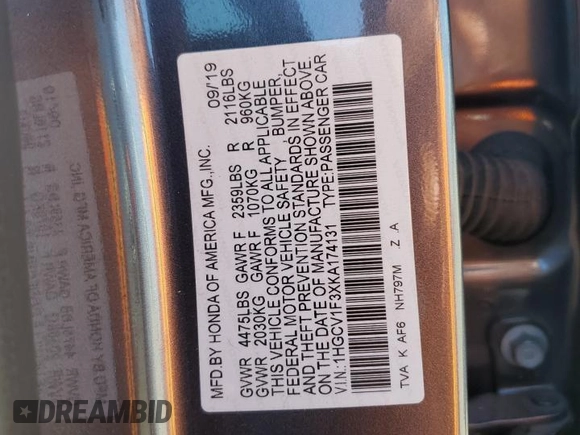 MFD.BY HONDA OF AMERICA MFG.,INC. 09/19
GVWR 4475LBS GAWR F 2359LBS R 2116LBS
GVWR 2030KG GAWR F 1070KG R 960KG
THIS VEHICLE CONFORMS TO ALL APPLICABLE
FEDERAL MOTOR VEHICLE SAFETY, BUMPER,
AND THEFT PREVENTION STANDARDS IN EFFECT
ON THE DATE OF MANUFACTURE SHOWN ABOVE.
V.I.N.:1HGCV1F3XKA174131 TYPE:PASSENGER CAR
TVA K AF6 NH797M Z A
DREAMBID